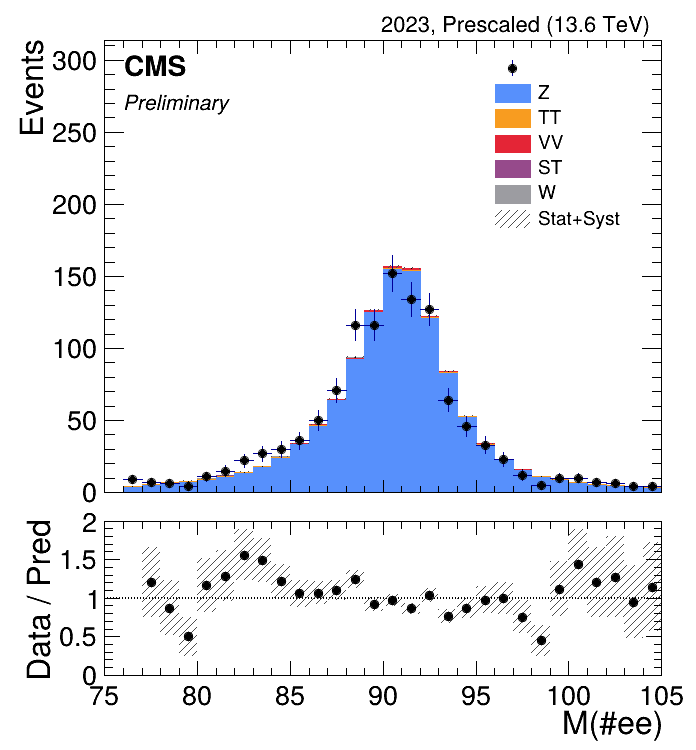 2023, Prescaled (13.6 TeV)
CMS
Preliminary
Z
TT
VV
ST
W
Stat+Syst
Events
300
250
200
150
100
50
0
Data / Pred
2
1.5
1
0.5
0
75 80 85 90 95 100 105
M(#ee)